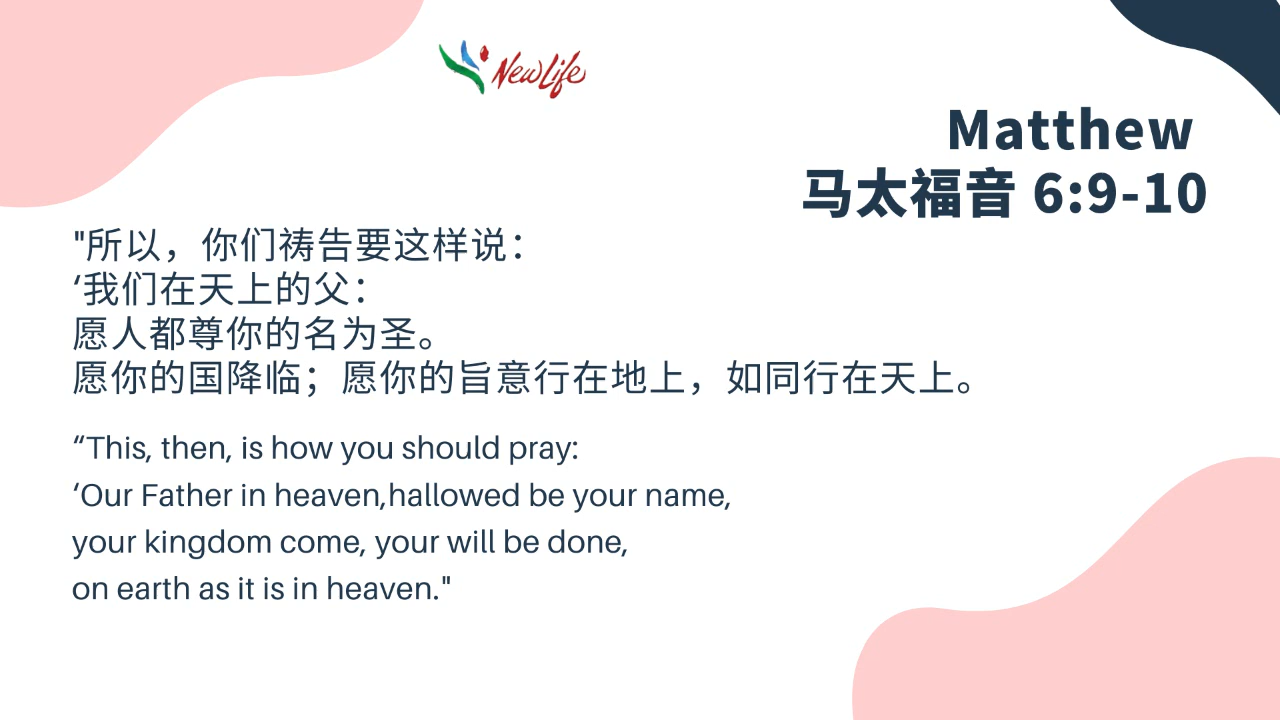 NewLife
Matthew
马太福音 6:9-10
"所以，你们祷告要这样说：
‘我们在天上的父：
愿人都尊你的名为圣。
愿你的国降临；愿你的旨意行在地上，如同行在天上。
“This, then, is how you should pray:
‘Our Father in heaven,hallowed be your name,
your kingdom come, your will be done,
on earth as it is in heaven."